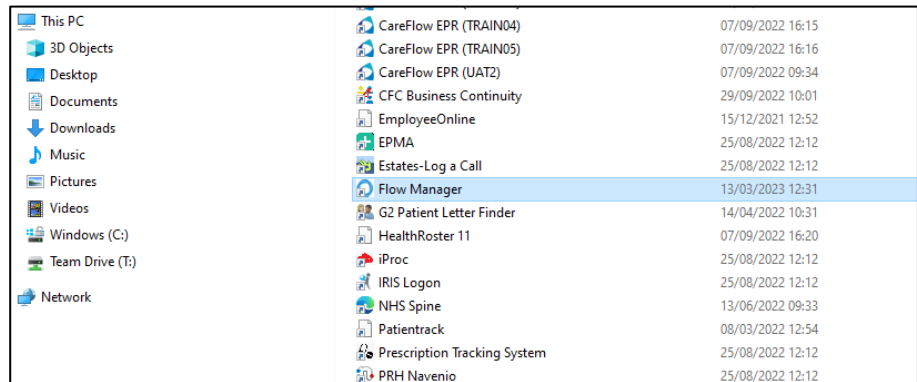 This PC
3D Objects
Desktop
Documents
Downloads
Music
Pictures
Videos
Windows (C:)
Team Drive (T:)
Network
CareFlow EPR (TRAIN04) 07/09/2022 16:15
CareFlow EPR (TRAIN05) 07/09/2022 16:16
CareFlow EPR (UAT2) 07/09/2022 09:34
CFC Business Continuity 29/09/2022 10:01
EmployeeOnline 15/12/2021 12:52
EPMA 25/08/2022 12:12
Estates-Log a Call 25/08/2022 12:12
Flow Manager 13/03/2023 12:31
G2 Patient Letter Finder 14/04/2022 10:31
HealthRoster 11 07/09/2022 16:20
iProc 25/08/2022 12:12
IRIS Logon 25/08/2022 12:12
NHS Spine 13/06/2022 09:33
Patientrack 08/03/2022 12:54
Prescription Tracking System 25/08/2022 12:12
PRH Navenio 25/08/2022 12:12